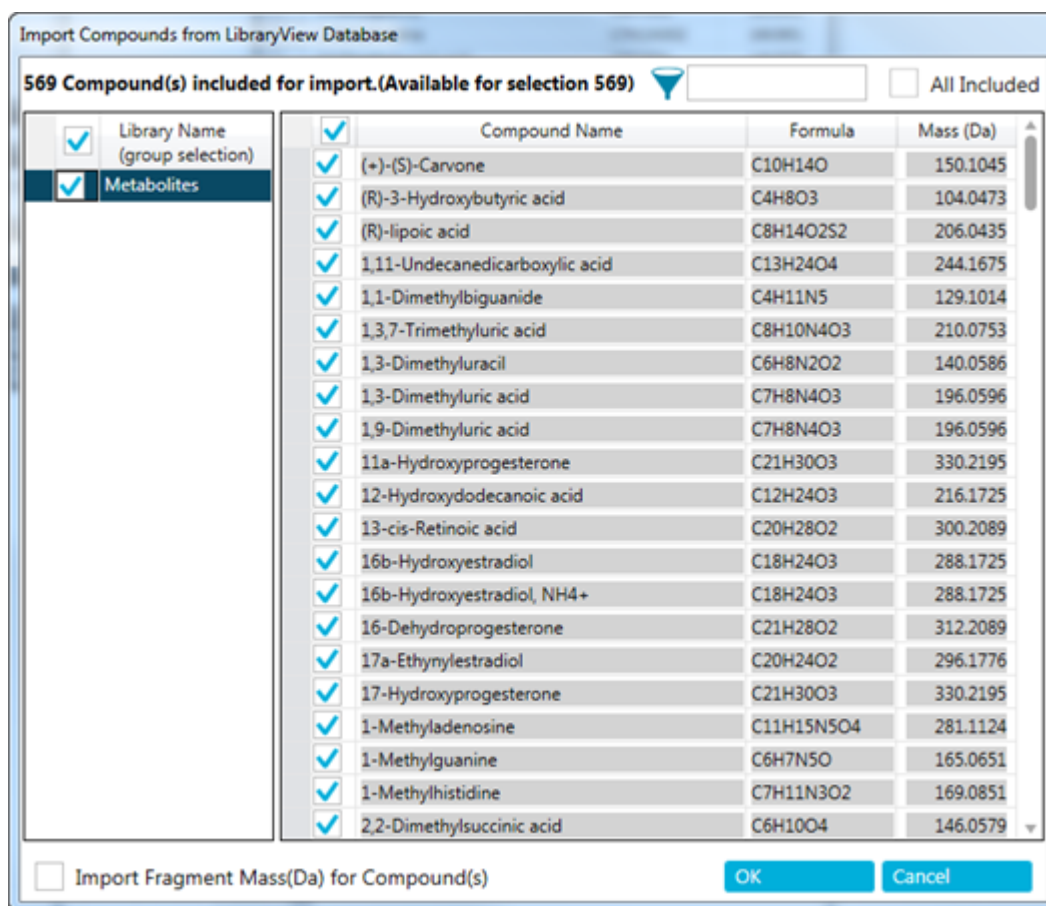 Import Compounds from LibraryView Database
569 Compound(s) included for import.(Available for selection 569)
All Included
Library Name
(group selection)
Metabolites
Compound Name Formula Mass (Da)
(+)-(S)-Carvone C10H14O 150.1045
(R)-3-Hydroxybutyric acid C4H8O3 104.0473
(R)-lipoic acid C8H14O2S2 206.0435
1,11-Undecanedicarboxylic acid C13H24O4 244.1675
1,1-Dimethylbiguanide C4H11N5 129.1014
1,3,7-Trimethyluric acid C8H10N4O3 210.0753
1,3-Dimethyluracil C6H8N2O2 140.0586
1,3-Dimethyluric acid C7H8N4O3 196.0596
1,9-Dimethyluric acid C7H8N4O3 196.0596
11a-Hydroxyprogesterone C21H30O3 330.2195
12-Hydroxydodecanoic acid C12H24O3 216.1725
13-cis-Retinoic acid C20H28O2 300.2089
16b-Hydroxyestradiol C18H24O3 288.1725
16b-Hydroxyestradiol, NH4+ C18H24O3 288.1725
16-Dehydroprogesterone C21H28O2 312.2089
17a-Ethynylestradiol C20H24O2 296.1776
17-Hydroxyprogesterone C21H30O3 330.2195
1-Methyladenosine C11H15N5O4 281.1124
1-Methylguanine C6H7N5O 165.0651
1-Methylhistidine C7H11N3O2 169.0851
2,2-Dimethylsuccinic acid C6H10O4 146.0579
Import Fragment Mass(Da) for Compound(s)
OK Cancel